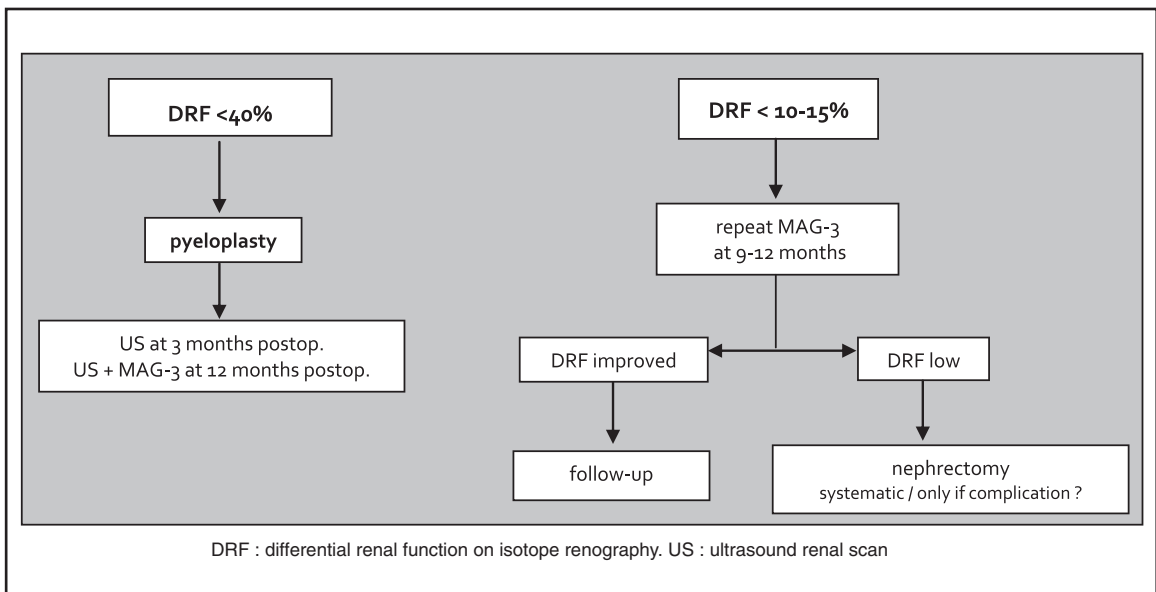 DRF <40%
pyeloplasty
US at 3 months postop.
US + MAG-3 at 12 months postop.
DRF < 10-15%
repeat MAG-3
at 9-12 months
DRF improved
DRF low
follow-up
nephrectomy
systematic / only if complication ?
DRF : differential renal function on isotope renography. US : ultrasound renal scan